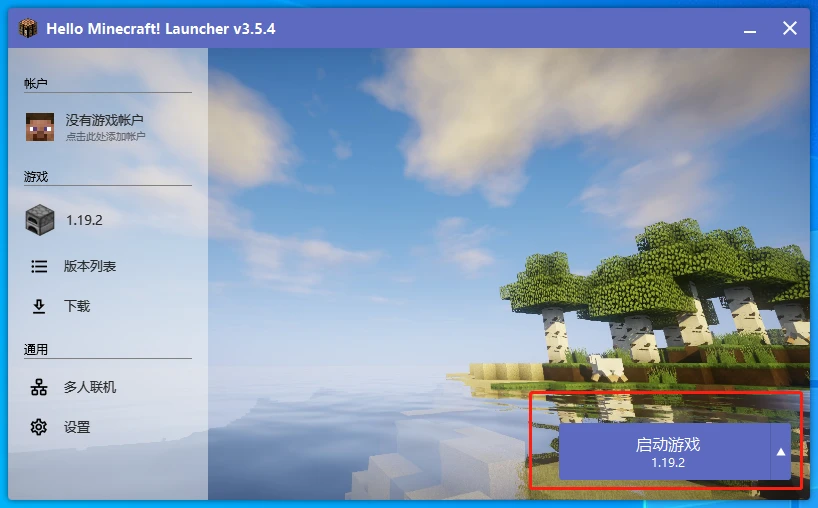 Hello Minecraft! Launcher v3.5.4
帐户
没有游戏帐户
点击此处添加帐户
游戏
1.19.2
版本列表
下载
通用
多人联机
设置
启动游戏
1.19.2